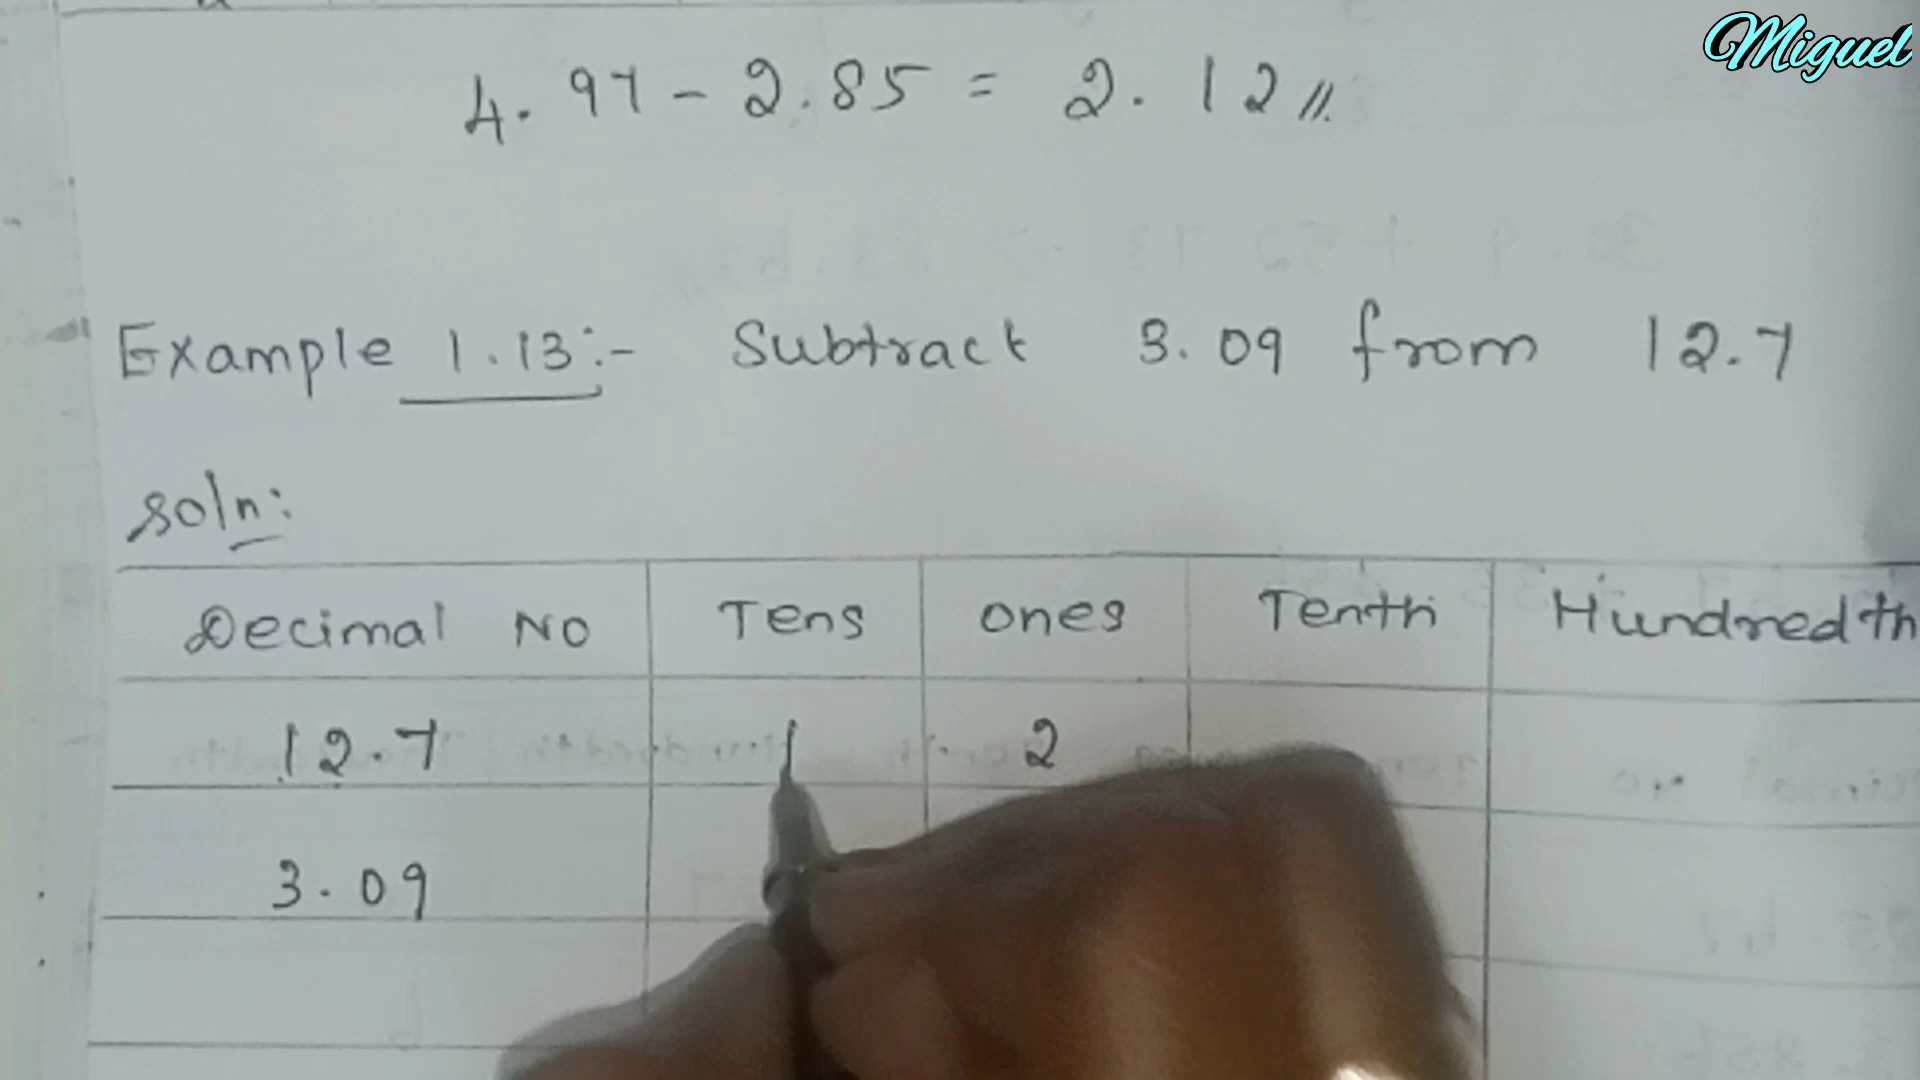 Miguel
4.97 - 2.85 = 2.12 //.
Example 1.13:- Subtract 3.09 from 12.7
Soln:
Decimal NO Tens ones Tenth Hundredth
12.7 1 2
3.09